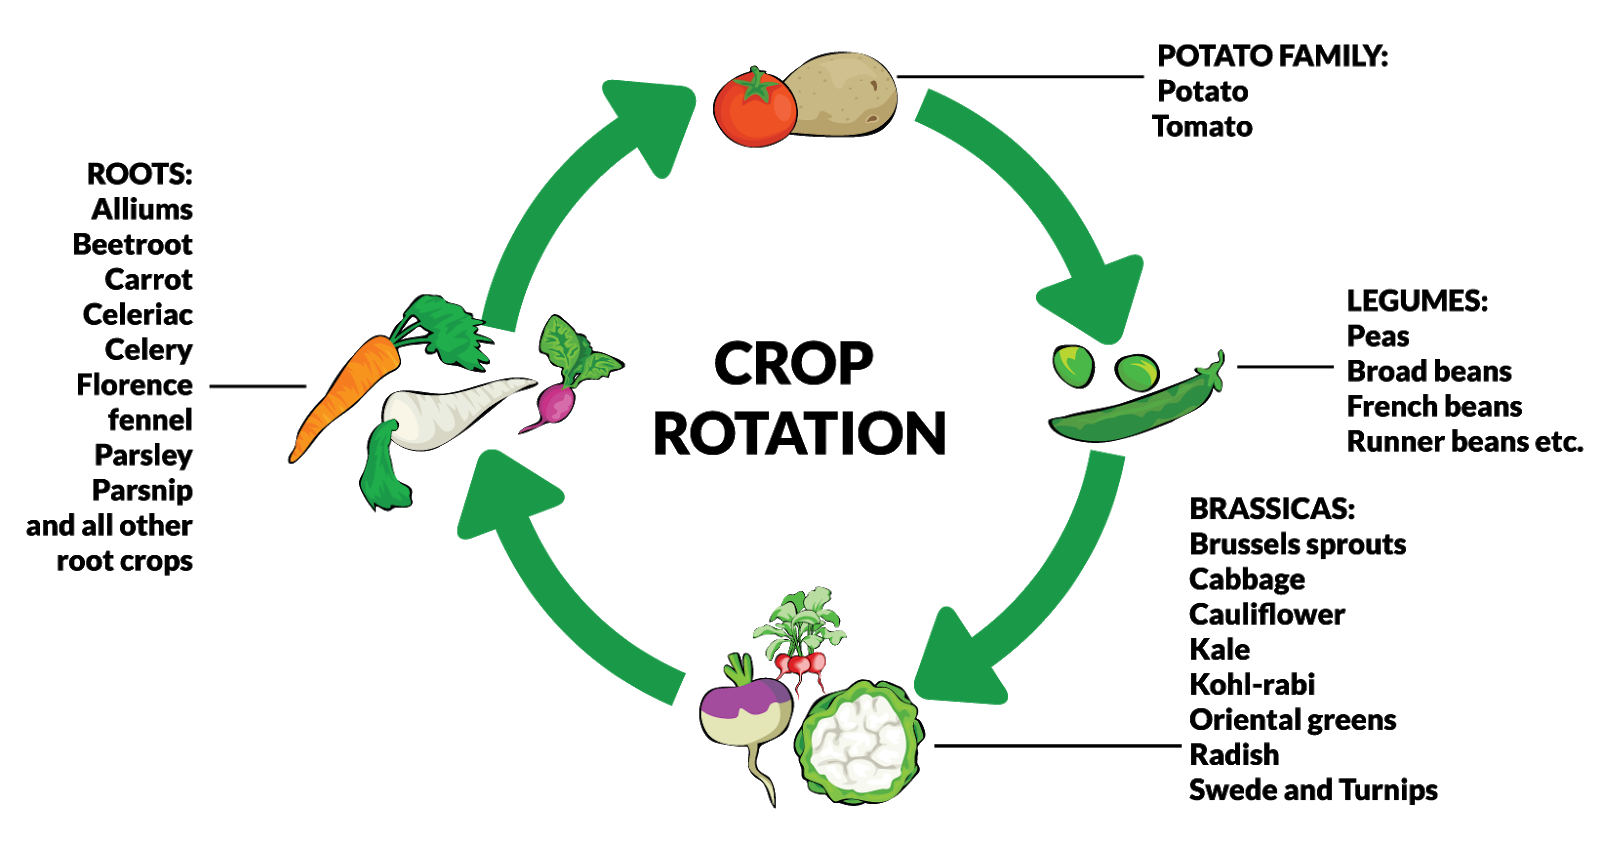 POTATO FAMILY:
Potato
Tomato
ROOTS:
Alliums
Beetroot
Carrot
Celeriac
Celery
Florence
fennel
Parsley
Parsnip
and all other
root crops
CROP
ROTATION
LEGUMES:
Peas
Broad beans
French beans
Runner beans etc.
BRASSICAS:
Brussels sprouts
Cabbage
Cauliflower
Kale
Kohl-rabi
Oriental greens
Radish
Swede and Turnips